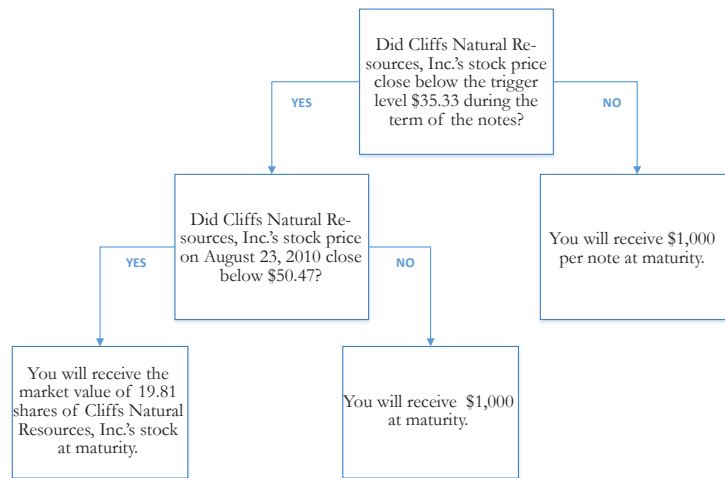 Did Cliffs Natural Re-
sources, Inc.'s stock price
close below the trigger
level $35.33 during the
term of the notes?
YES
NO
Did Cliffs Natural Re-
sources, Inc.'s stock price
on August 23, 2010 close
below $50.47?
You will receive $1,000
per note at maturity.
YES
NO
You will receive the
market value of 19.81
shares of Cliffs Natural
Resources, Inc.'s stock
at maturity.
You will receive $1,000
at maturity.